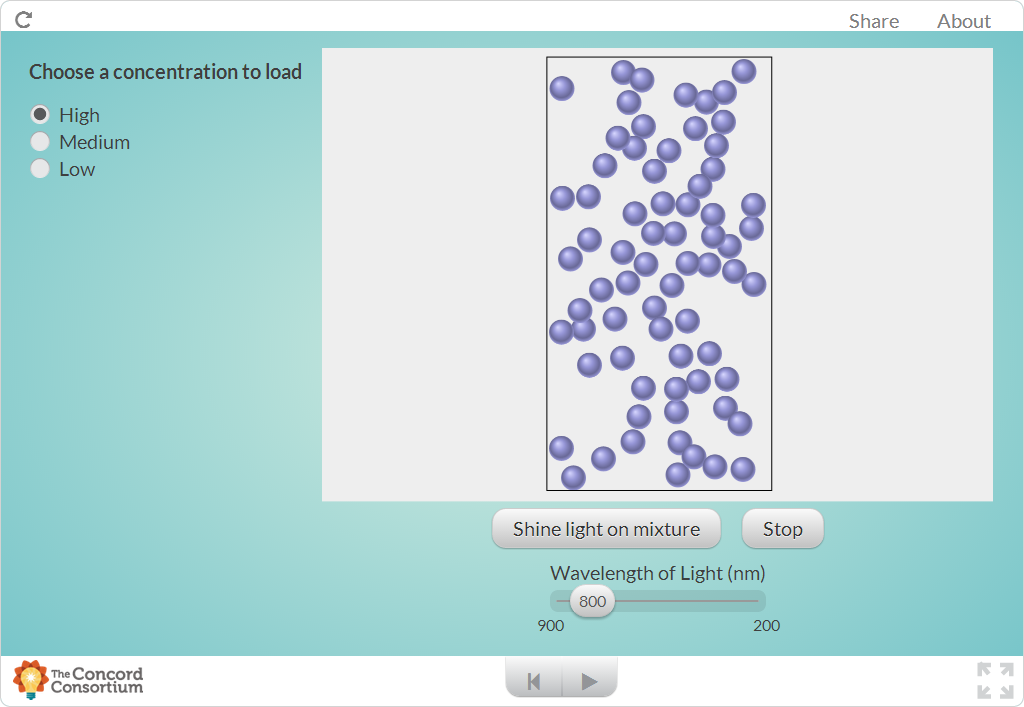 Share About
Choose a concentration to load
High
Medium
Low
Shine light on mixture Stop
Wavelength of Light (nm)
800
900 200
The Concord
Consortium